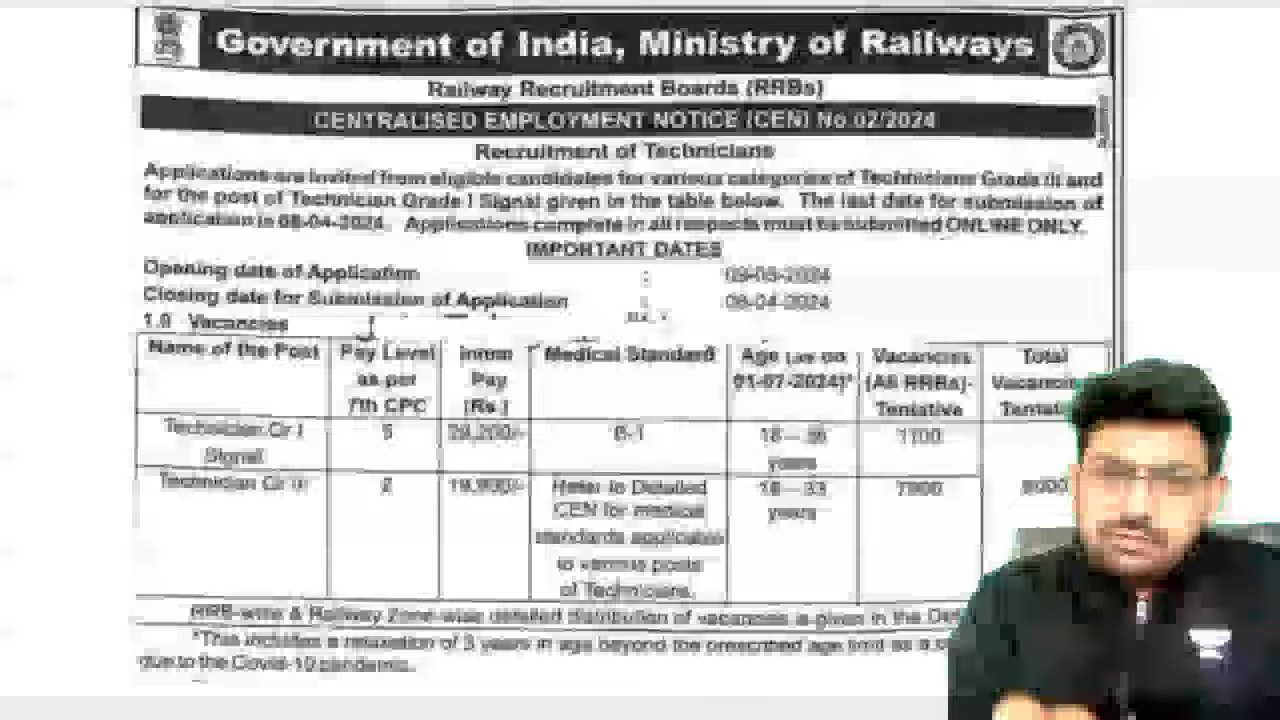 Government of India, Ministry of Railways
Railway Recruitment Boards (RRBs)
CENTRALISED EMPLOYMENT NOTICE (CEN) No.02/2024
Recruitment of Technicians
Applications are invited from eligible candidates for various categories of Technicians Grade III and
for the post of Technician Grade I Signal given in the table below. The last date for submission of
application is 08-04-2024. Applications complete in all respects must be submitted ONLINE ONLY.
IMPORTANT DATES
Opening date of Application : 09-03-2024
Closing date for Submission of Application : 08-04-2024
1.0 Vacancies
Name of the Post Pay Level Initial Medical Standard Age (as on Vacancies Total
as per Pay 01-07-2024)* (All RRBs)-
7th CPC (Rs.) Tentative
Technician Gr I 5 29,200/- B-1 18 – 36 1100
Signal years
Technician Gr III 2 19,900/- Refer to Detailed 18 – 33
CEN for medical years
standards applicable
to various posts
of Technicians.
RRB-wise & Railway Zone-wise detailed distribution of vacancies is given in the
*This includes a relaxation of 3 years in age beyond the prescribed age limit as a
due to the Covid-19 pandemic.